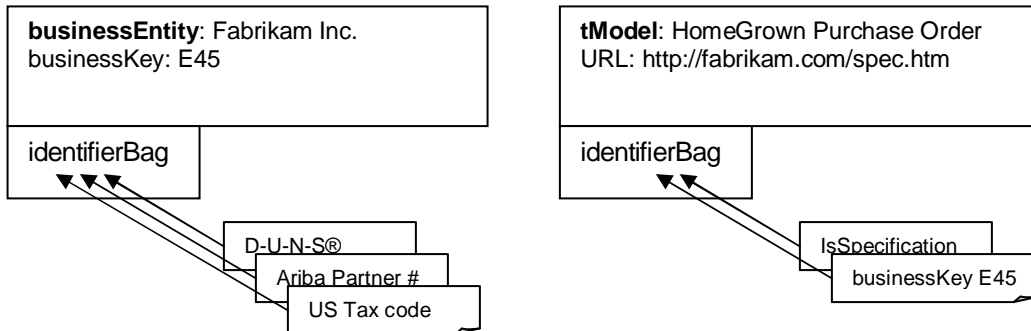 businessEntity: Fabrikam Inc.
businessKey: E45
identifierBag
D-U-N-S®
Ariba Partner #
US Tax code
tModel: HomeGrown Purchase Order
URL: http://fabrikam.com/spec.htm
identifierBag
IsSpecification
businessKey E45